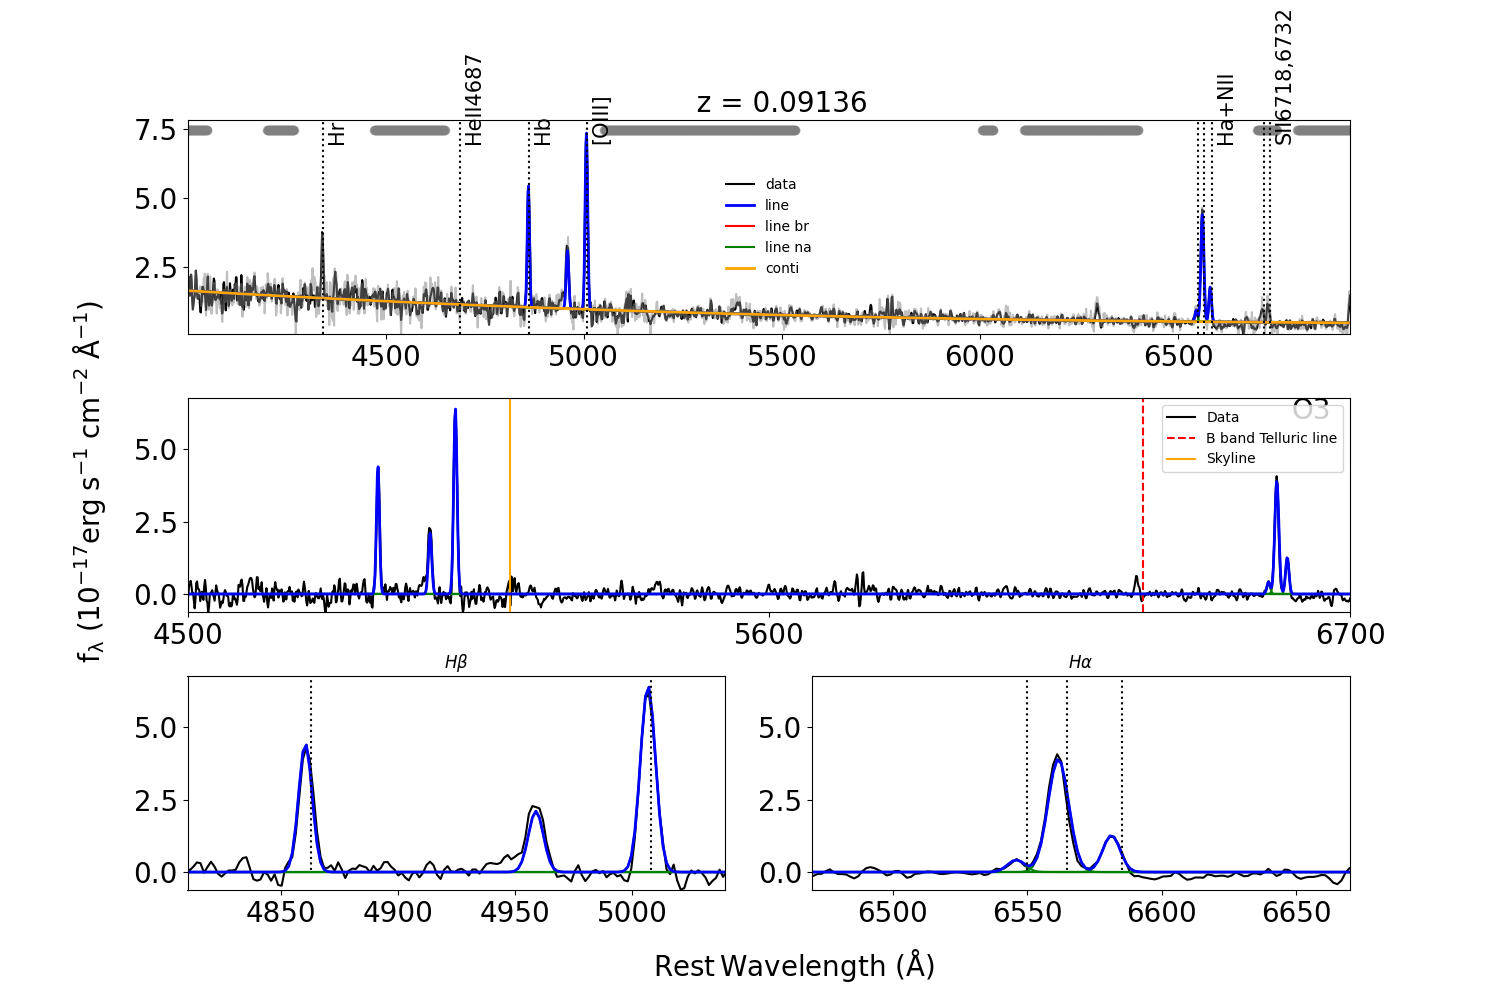 z = 0.09136
Hr
HeII4687
Hb
[OIII]
Ha+NII
SII6718,6732
7.5
5.0
2.5
data
line
line br
line na
conti
4500
5000
5500
6000
6500
O3
5.0
2.5
0.0
Data
B band Telluric line
Skyline
4500
5600
6700
fλ (10⁻¹⁷erg s⁻¹ cm⁻² Å⁻¹)
Hβ
5.0
2.5
0.0
4850
4900
4950
5000
Hα
5.0
2.5
0.0
6500
6550
6600
6650
Rest Wavelength (Å)